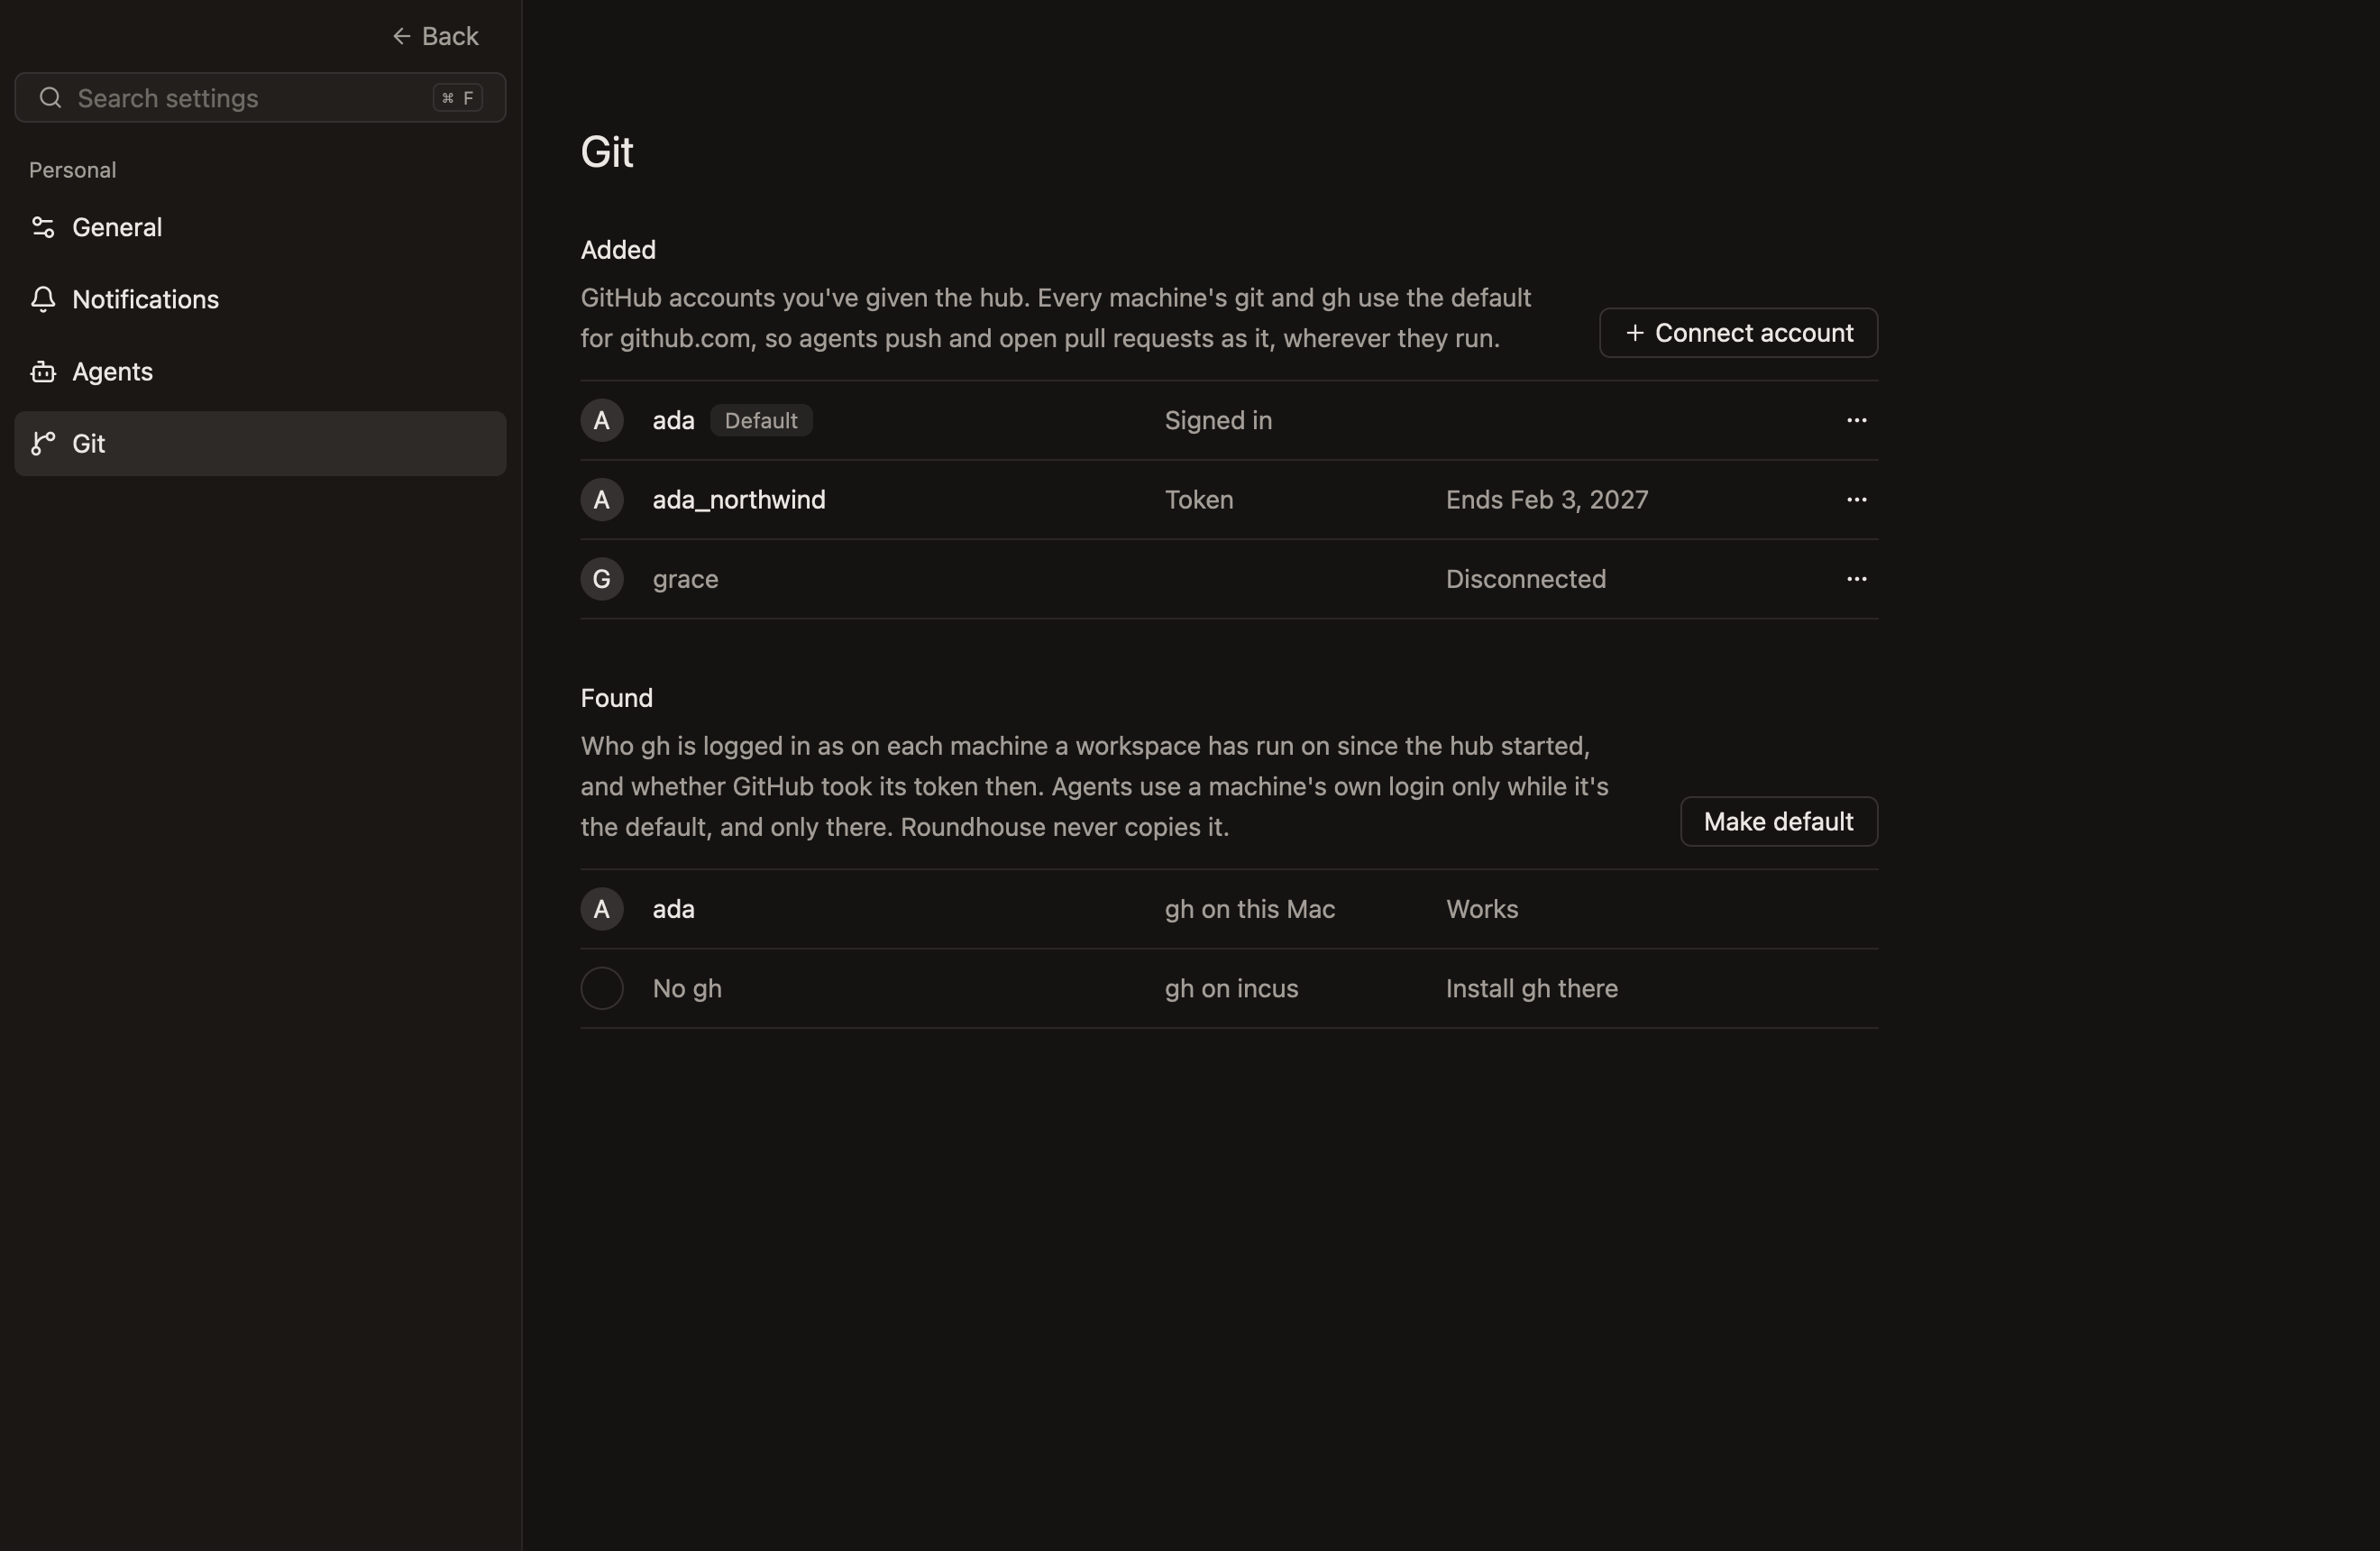 Back
Search settings
⌘ F
Personal
General
Notifications
Agents
Git
Git
Added
GitHub accounts you've given the hub. Every machine's git and gh use the default
for github.com, so agents push and open pull requests as it, wherever they run.
Connect account
A ada Default Signed in
A ada_northwind Token Ends Feb 3, 2027
G grace Disconnected
Found
Who gh is logged in as on each machine a workspace has run on since the hub started,
and whether GitHub took its token then. Agents use a machine's own login only while it's
the default, and only there. Roundhouse never copies it.
Make default
A ada gh on this Mac Works
No gh gh on incus Install gh there